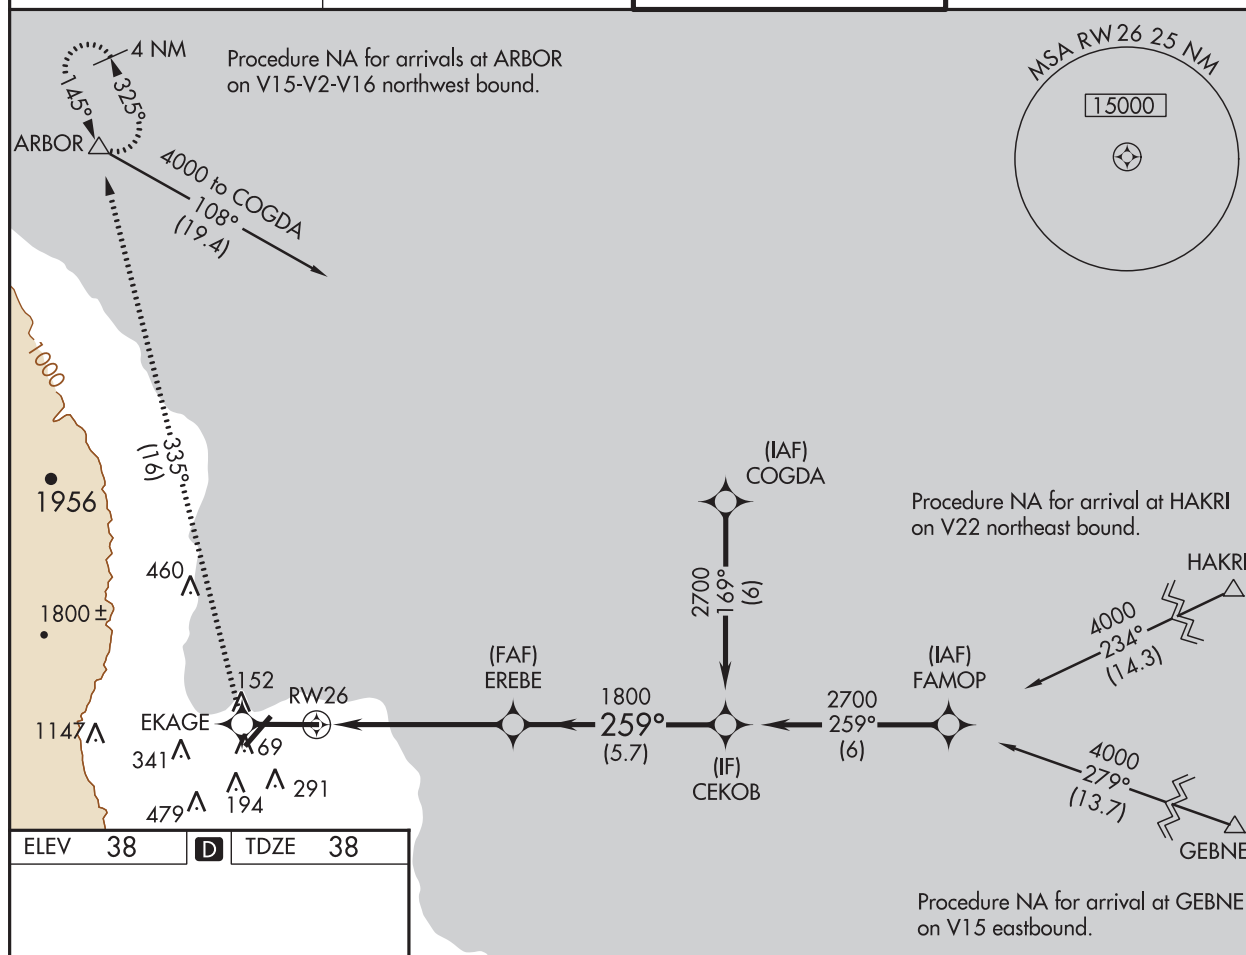 4 NM
145°
325°
ARBOR
Procedure NA for arrivals at ARBOR
on V15-V2-V16 northwest bound.
MSA RW26 25 NM
15000
4000 to COGDA
108°
(19.4)
1000
335°
(16)
1956
460
1800±
(IAF)
COGDA
2700
169°
(6)
Procedure NA for arrival at HAKRI
on V22 northeast bound.
HAKRI
4000
234°
(14.3)
(FAF)
EREBE
(IAF)
FAMOP
152
RW26
EKAGE
1800
259°
(5.7)
2700
259°
(6)
(IF)
CEKOB
1147
341
69
479
194
291
4000
279°
(13.7)
GEBNE
ELEV 38 D TDZE 38
Procedure NA for arrival at GEBNE
on V15 eastbound.